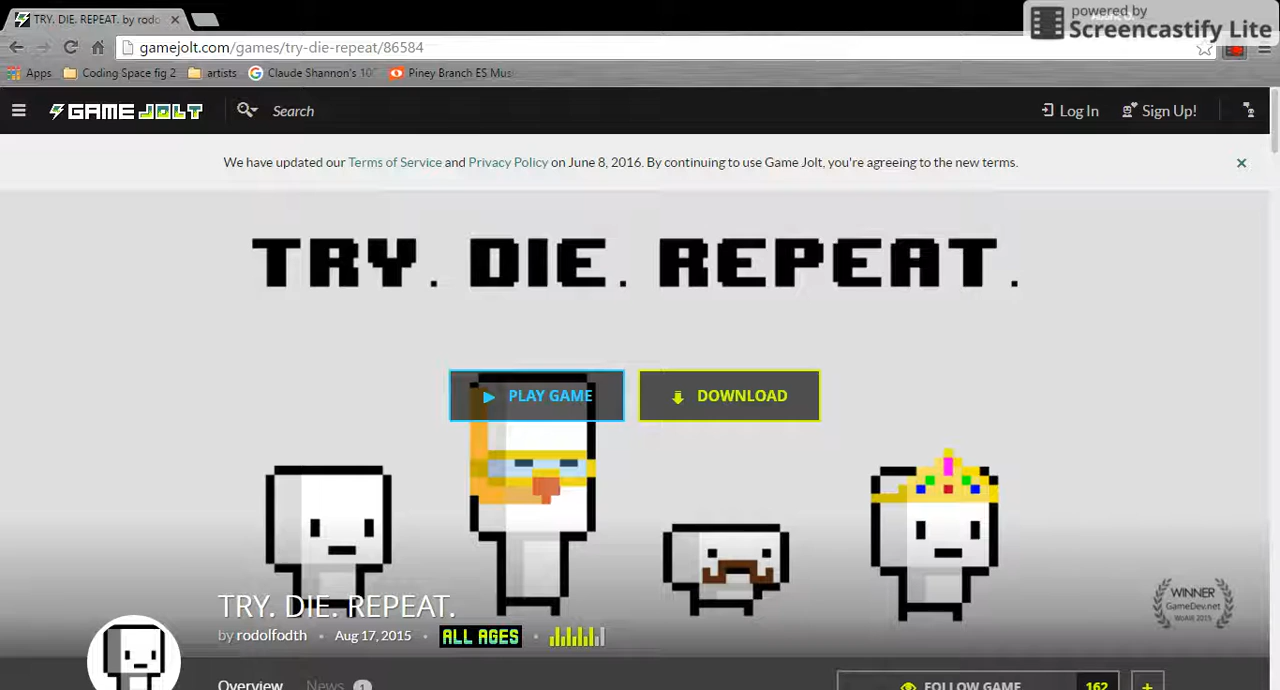 TRY. DIE. REPEAT. by rodo
powered by
Screencastify Lite
gamejolt.com/games/try-die-repeat/86584
Apps Coding Space fig 2 artists Claude Shannon's 10 Piney Branch ES Mus
GAME JOLT Search Log In Sign Up!
We have updated our Terms of Service and Privacy Policy on June 8, 2016. By continuing to use Game Jolt, you're agreeing to the new terms.
TRY. DIE. REPEAT.
PLAY GAME DOWNLOAD
WINNER
GameDev.net
WoAIII 2015
TRY. DIE. REPEAT.
by rodolfodth • Aug 17, 2015 • ALL AGES
Overview News 1 FOLLOW GAME 162 +